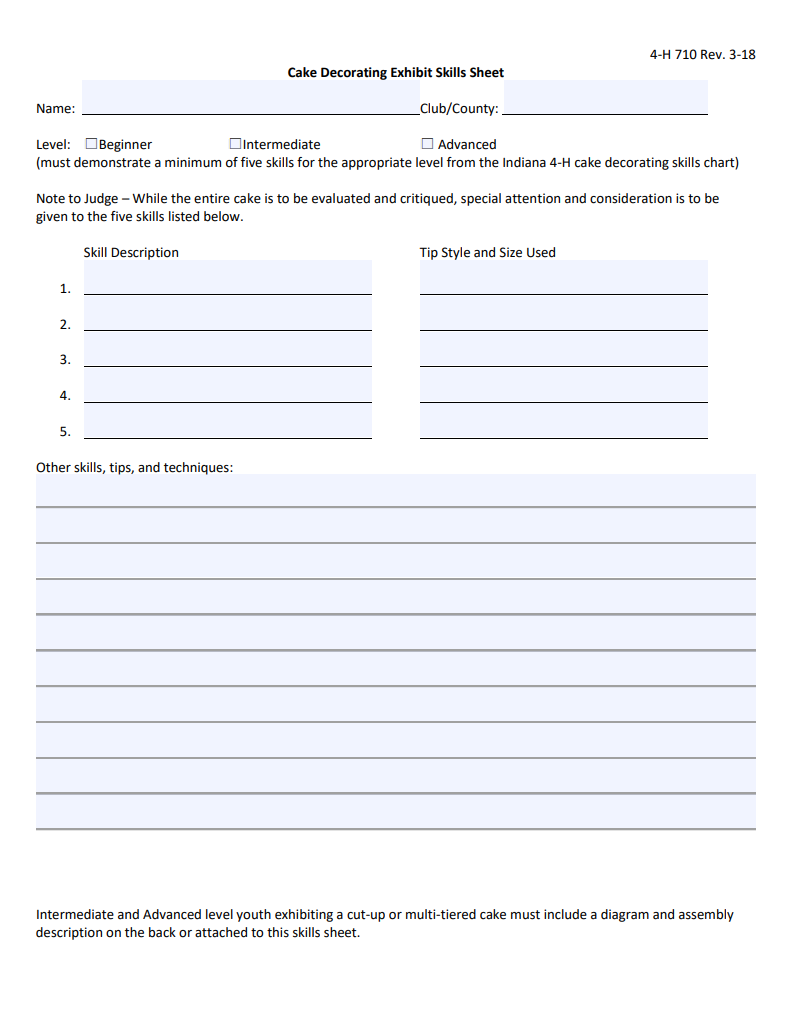 4-H 710 Rev. 3-18
Cake Decorating Exhibit Skills Sheet
Name: Club/County:
Level: ☐Beginner ☐Intermediate ☐ Advanced
(must demonstrate a minimum of five skills for the appropriate level from the Indiana 4-H cake decorating skills chart)
Note to Judge – While the entire cake is to be evaluated and critiqued, special attention and consideration is to be
given to the five skills listed below.
Skill Description Tip Style and Size Used
1.
2.
3.
4.
5.
Other skills, tips, and techniques:
Intermediate and Advanced level youth exhibiting a cut-up or multi-tiered cake must include a diagram and assembly
description on the back or attached to this skills sheet.